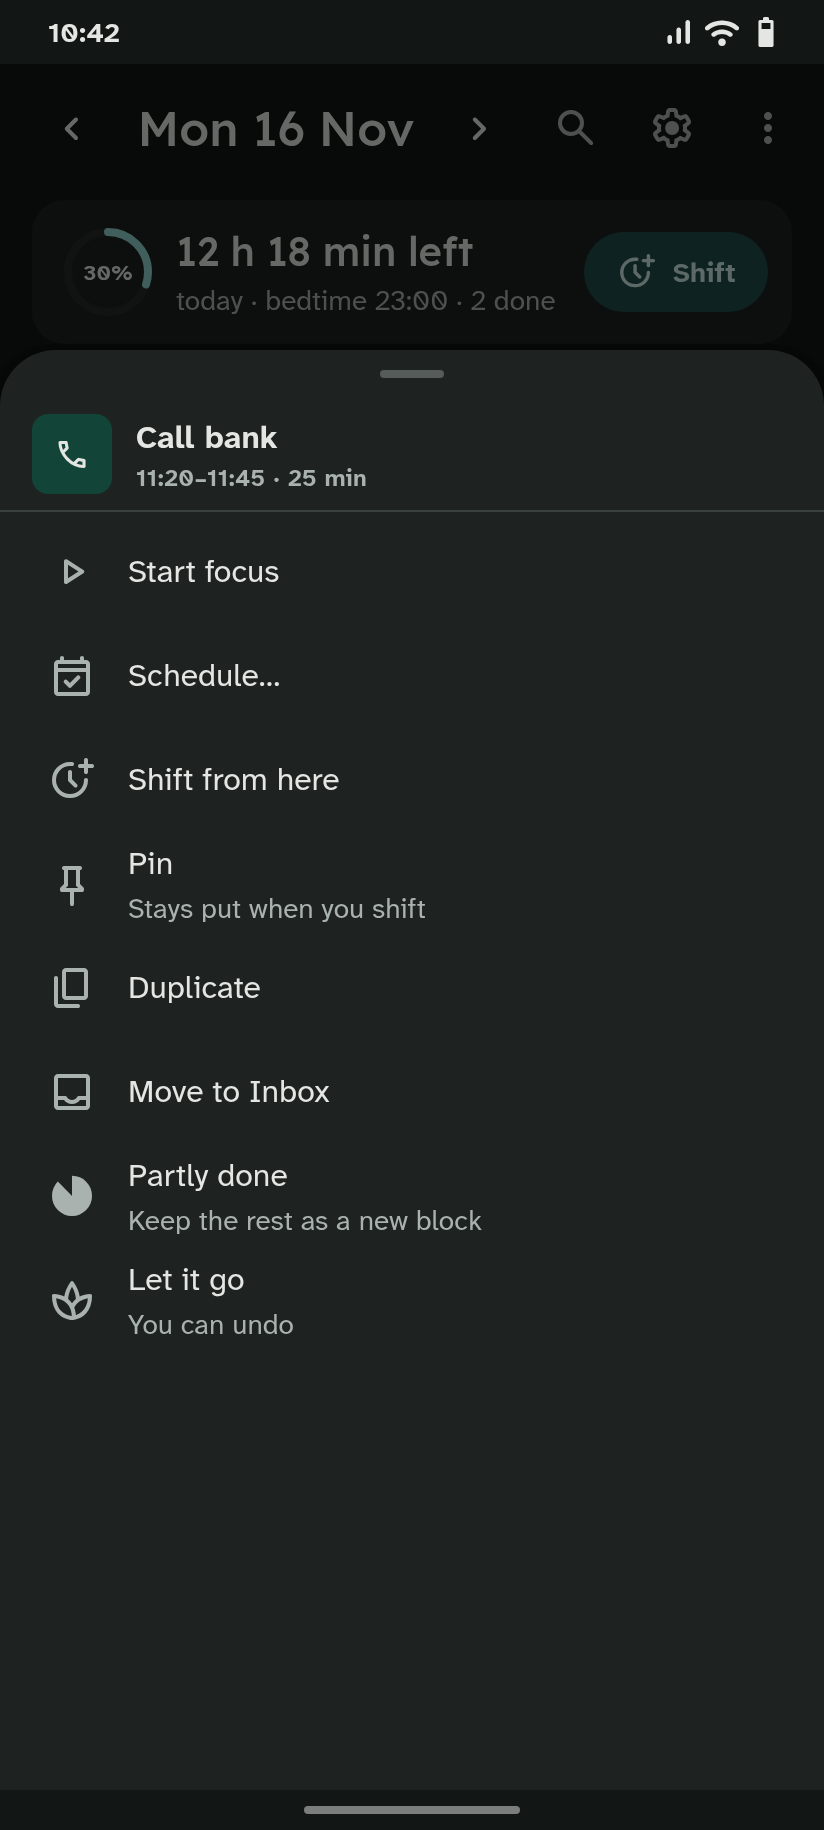 10:42
Mon 16 Nov
30%
12 h 18 min left
today · bedtime 23:00 · 2 done
Shift
Call bank
11:20–11:45 · 25 min
Start focus
Schedule...
Shift from here
Pin
Stays put when you shift
Duplicate
Move to Inbox
Partly done
Keep the rest as a new block
Let it go
You can undo